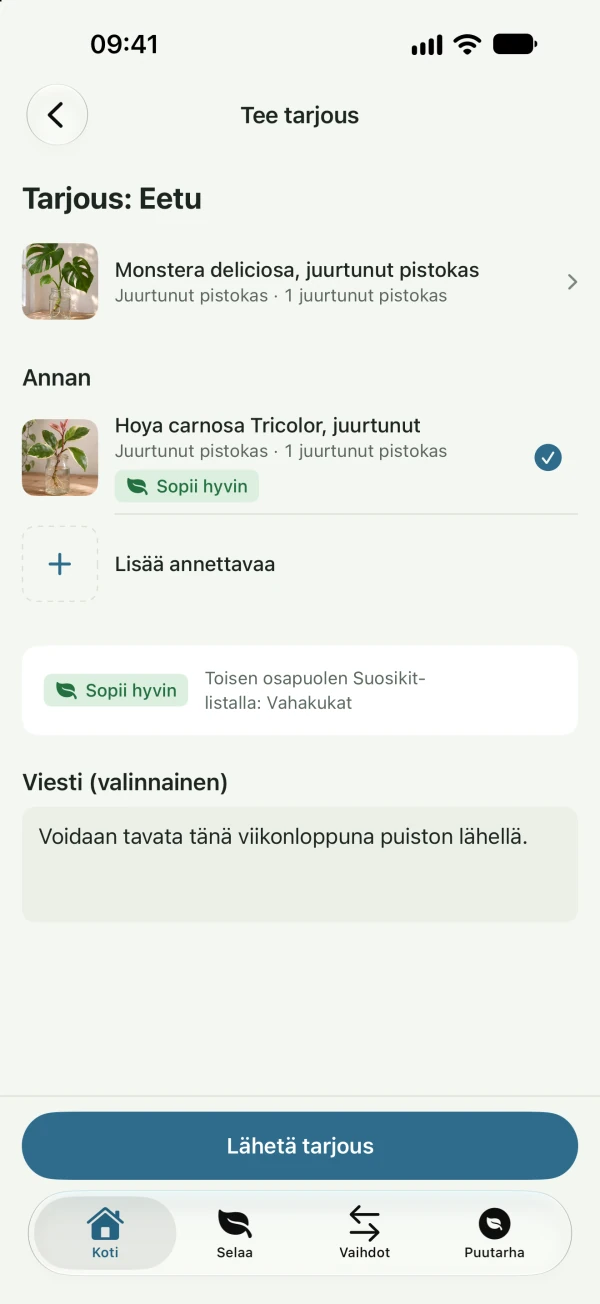 09:41
Tee tarjous
Tarjous: Eetu
Monstera deliciosa, juurtunut pistokas
Juurtunut pistokas · 1 juurtunut pistokas
Annan
Hoya carnosa Tricolor, juurtunut
Juurtunut pistokas · 1 juurtunut pistokas
Sopii hyvin
Lisää annettavaa
Sopii hyvin
Toisen osapuolen Suosikit-
listalla: Vahakukat
Viesti (valinnainen)
Voidaan tavata tänä viikonloppuna puiston lähellä.
Lähetä tarjous
Koti
Selaa
Vaihdot
Puutarha